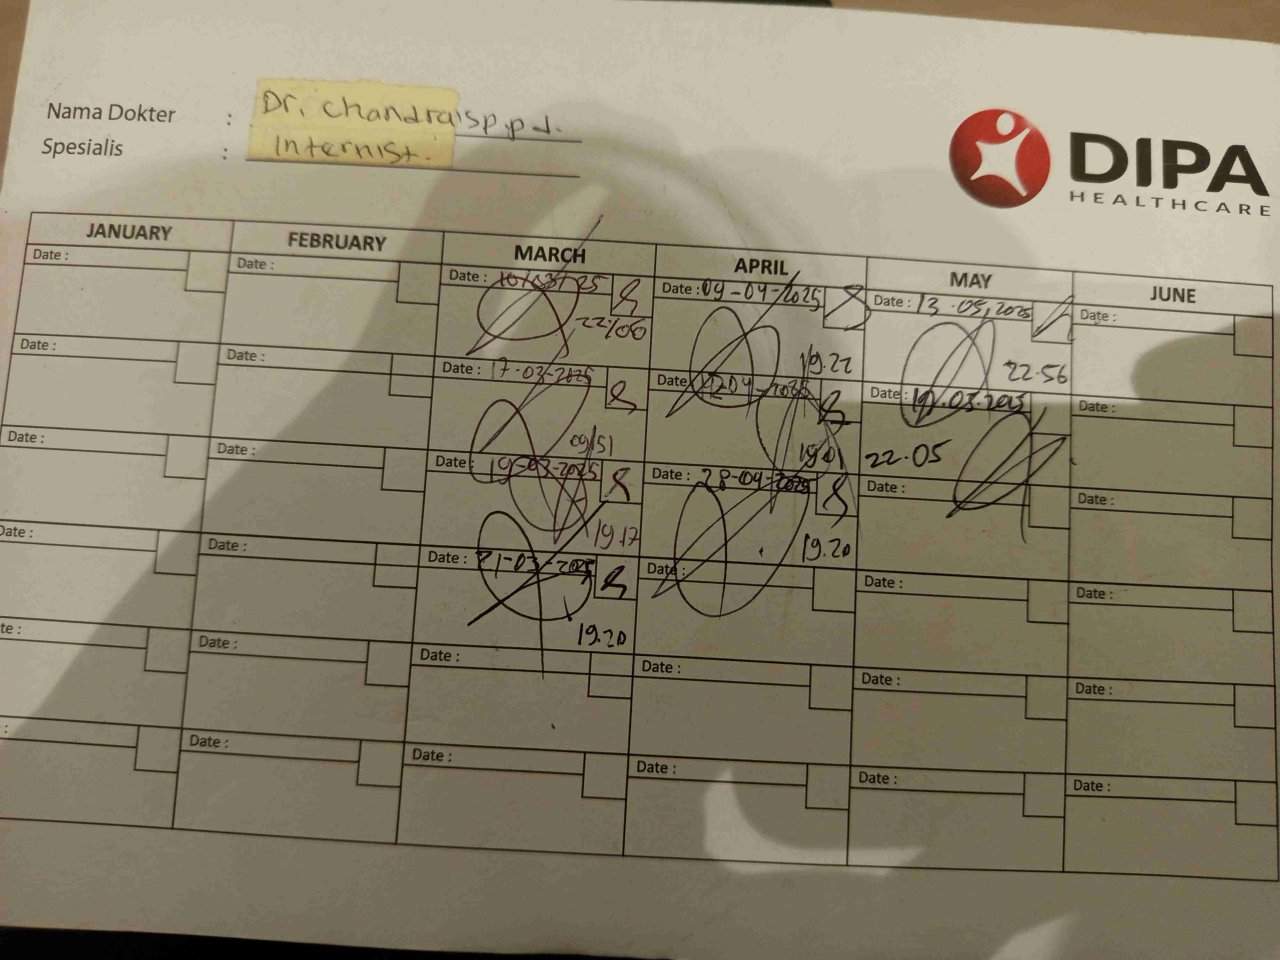 Nama Dokter : Dr. Chandra, Sp.pd.
Spesialis : Internist.
DIPA
HEALTHCARE
JANUARY FEBRUARY MARCH APRIL MAY JUNE
Date : Date : Date : 10/03/25 Date : 09-04-2025 Date : 13.05,2025 Date :
22/00 19.22 22.56
Date : Date : Date : 17-03-2025 Date : Date : Date :
09/51 19.01 22.05
Date : Date : Date : 19-03-2025 Date : 28-04-2025 Date : Date :
19.17 19.20
Date : Date : Date : 21-03-2025 Date : Date : Date :
19.20
te : Date : Date : Date : Date : Date :
: Date : Date : Date : Date : Date :